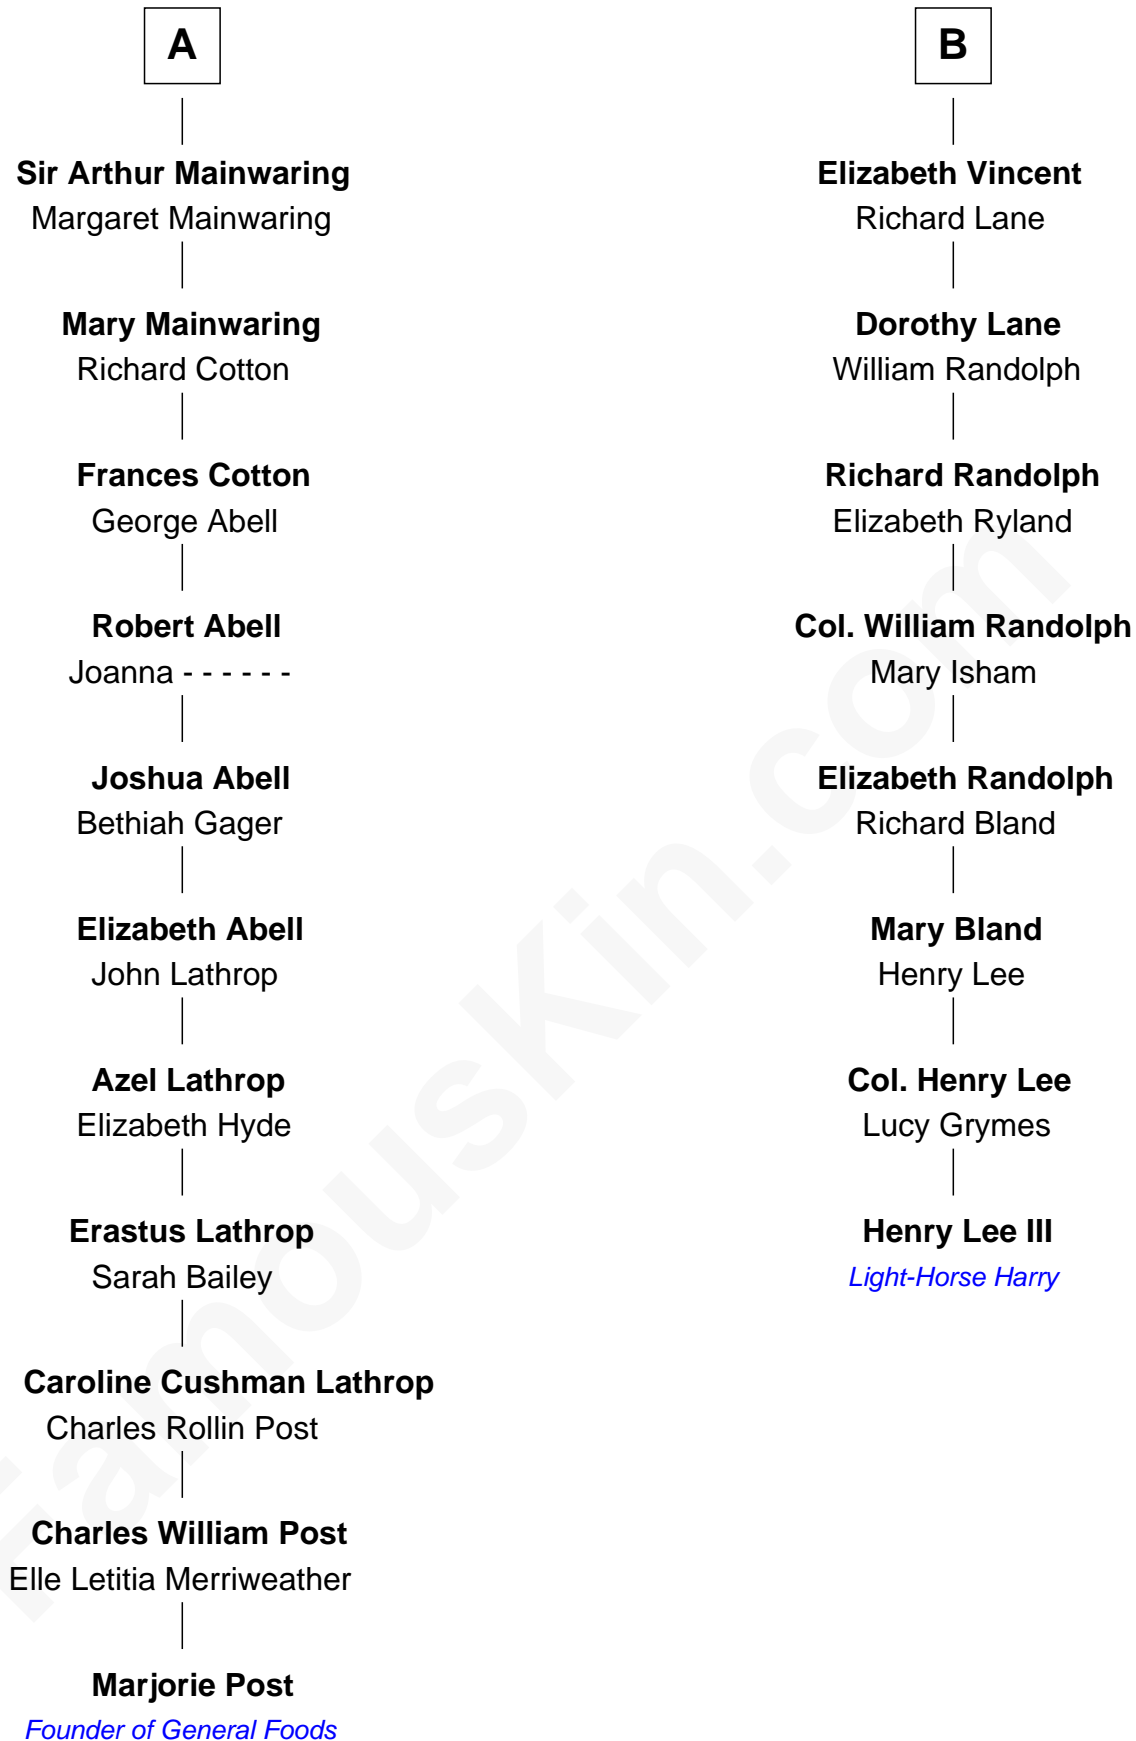 A
Sir Arthur Mainwaring
Margaret Mainwaring
Mary Mainwaring
Richard Cotton
Frances Cotton
George Abell
Robert Abell
Joanna - - - - - -
Joshua Abell
Bethiah Gager
Elizabeth Abell
John Lathrop
Azel Lathrop
Elizabeth Hyde
Erastus Lathrop
Sarah Bailey
Caroline Cushman Lathrop
Charles Rollin Post
Charles William Post
Elle Letitia Merriweather
Marjorie Post
Founder of General Foods
B
Elizabeth Vincent
Richard Lane
Dorothy Lane
William Randolph
Richard Randolph
Elizabeth Ryland
Col. William Randolph
Mary Isham
Elizabeth Randolph
Richard Bland
Mary Bland
Henry Lee
Col. Henry Lee
Lucy Grymes
Henry Lee III
Light-Horse Harry
FamousKin.com